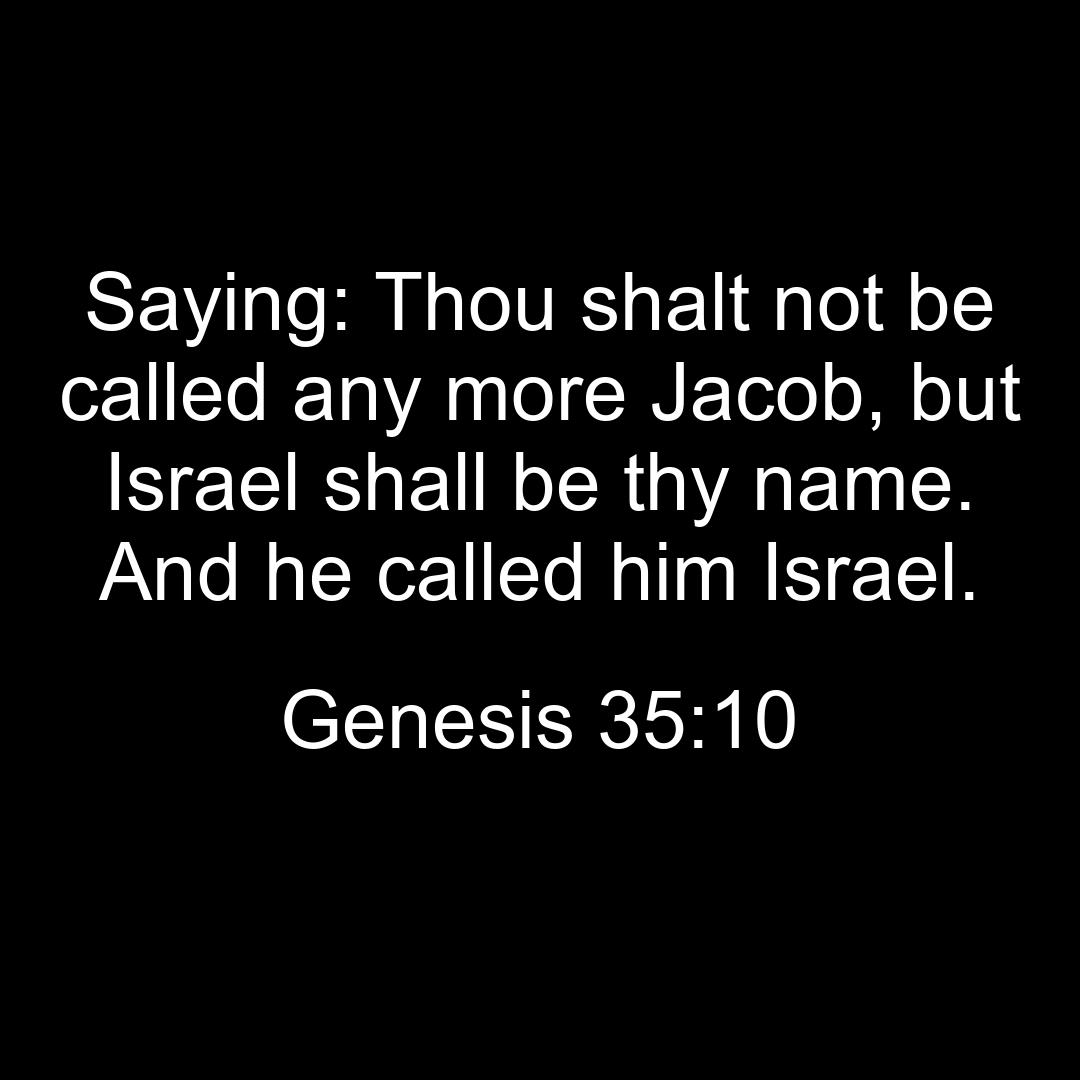 Saying: Thou shalt not be
called any more Jacob, but
Israel shall be thy name.
And he called him Israel.
Genesis 35:10